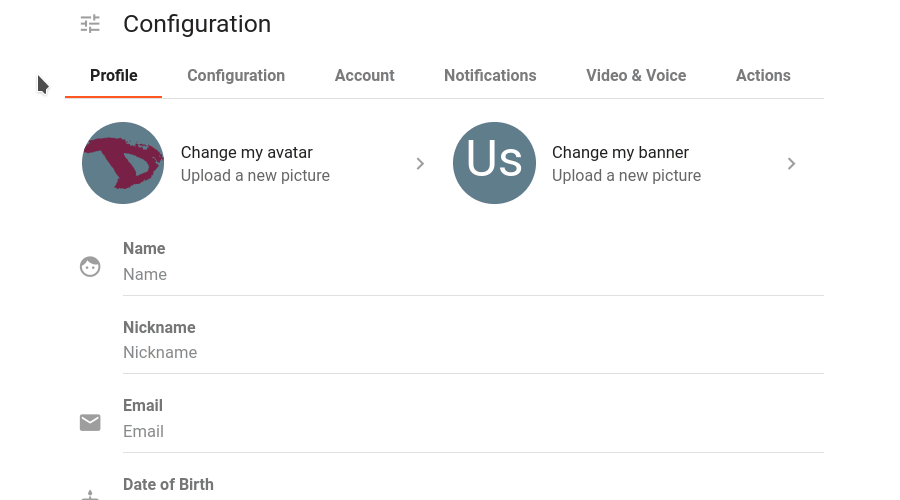 Configuration
Profile Configuration Account Notifications Video & Voice Actions
Change my avatar
Upload a new picture
Us
Change my banner
Upload a new picture
Name
Name
Nickname
Nickname
Email
Email
Date of Birth